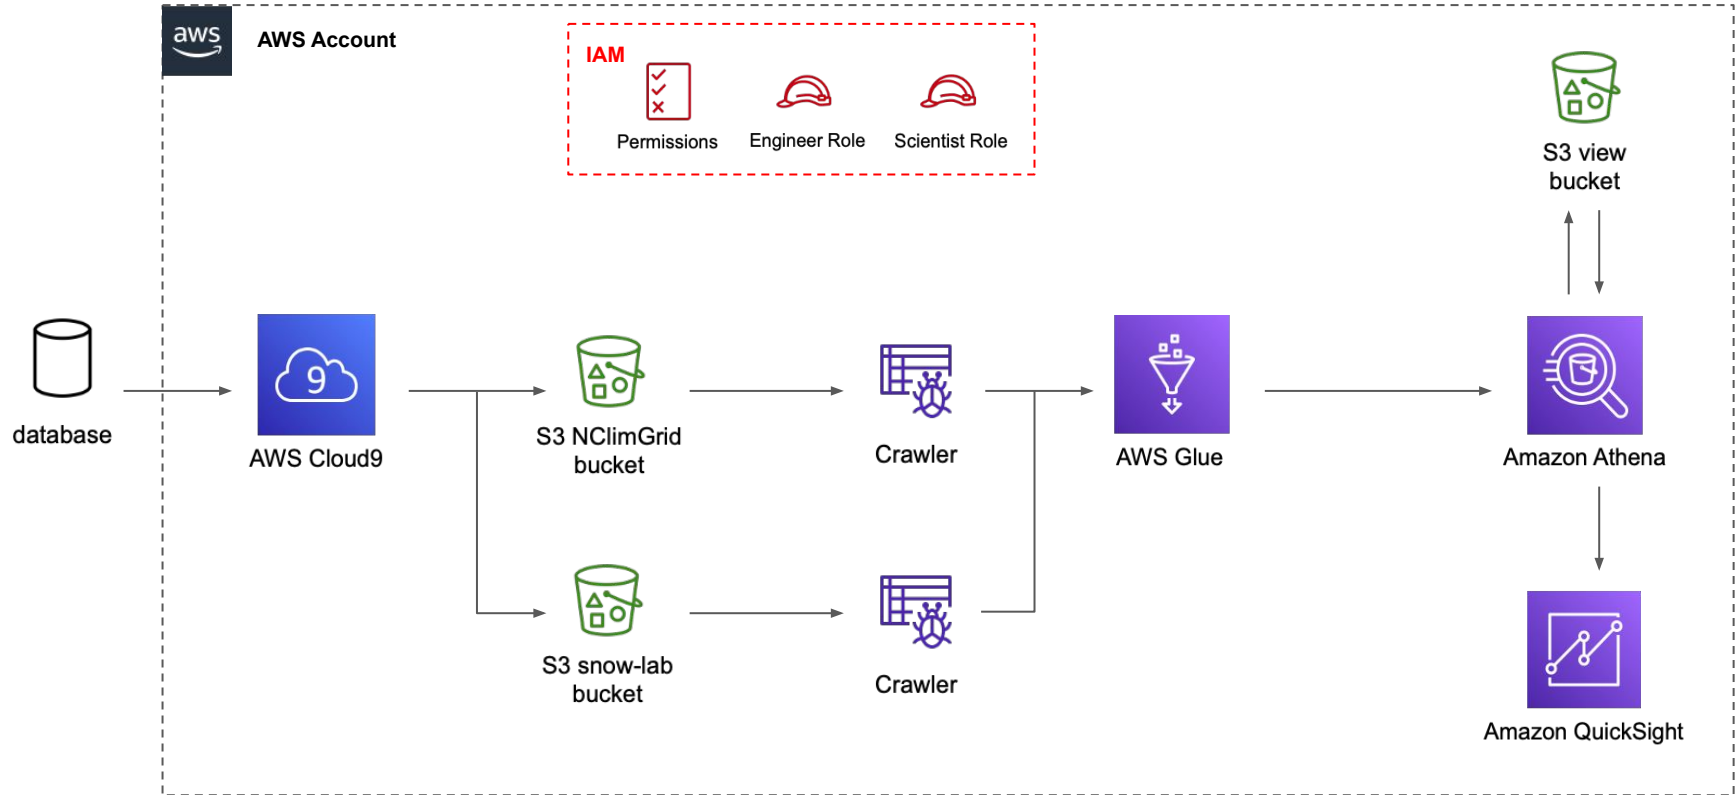 aws
AWS Account
IAM
Permissions
Engineer Role
Scientist Role
S3 view
bucket
database
9
AWS Cloud9
S3 NClimGrid
bucket
Crawler
AWS Glue
Amazon Athena
S3 snow-lab
bucket
Crawler
Amazon QuickSight